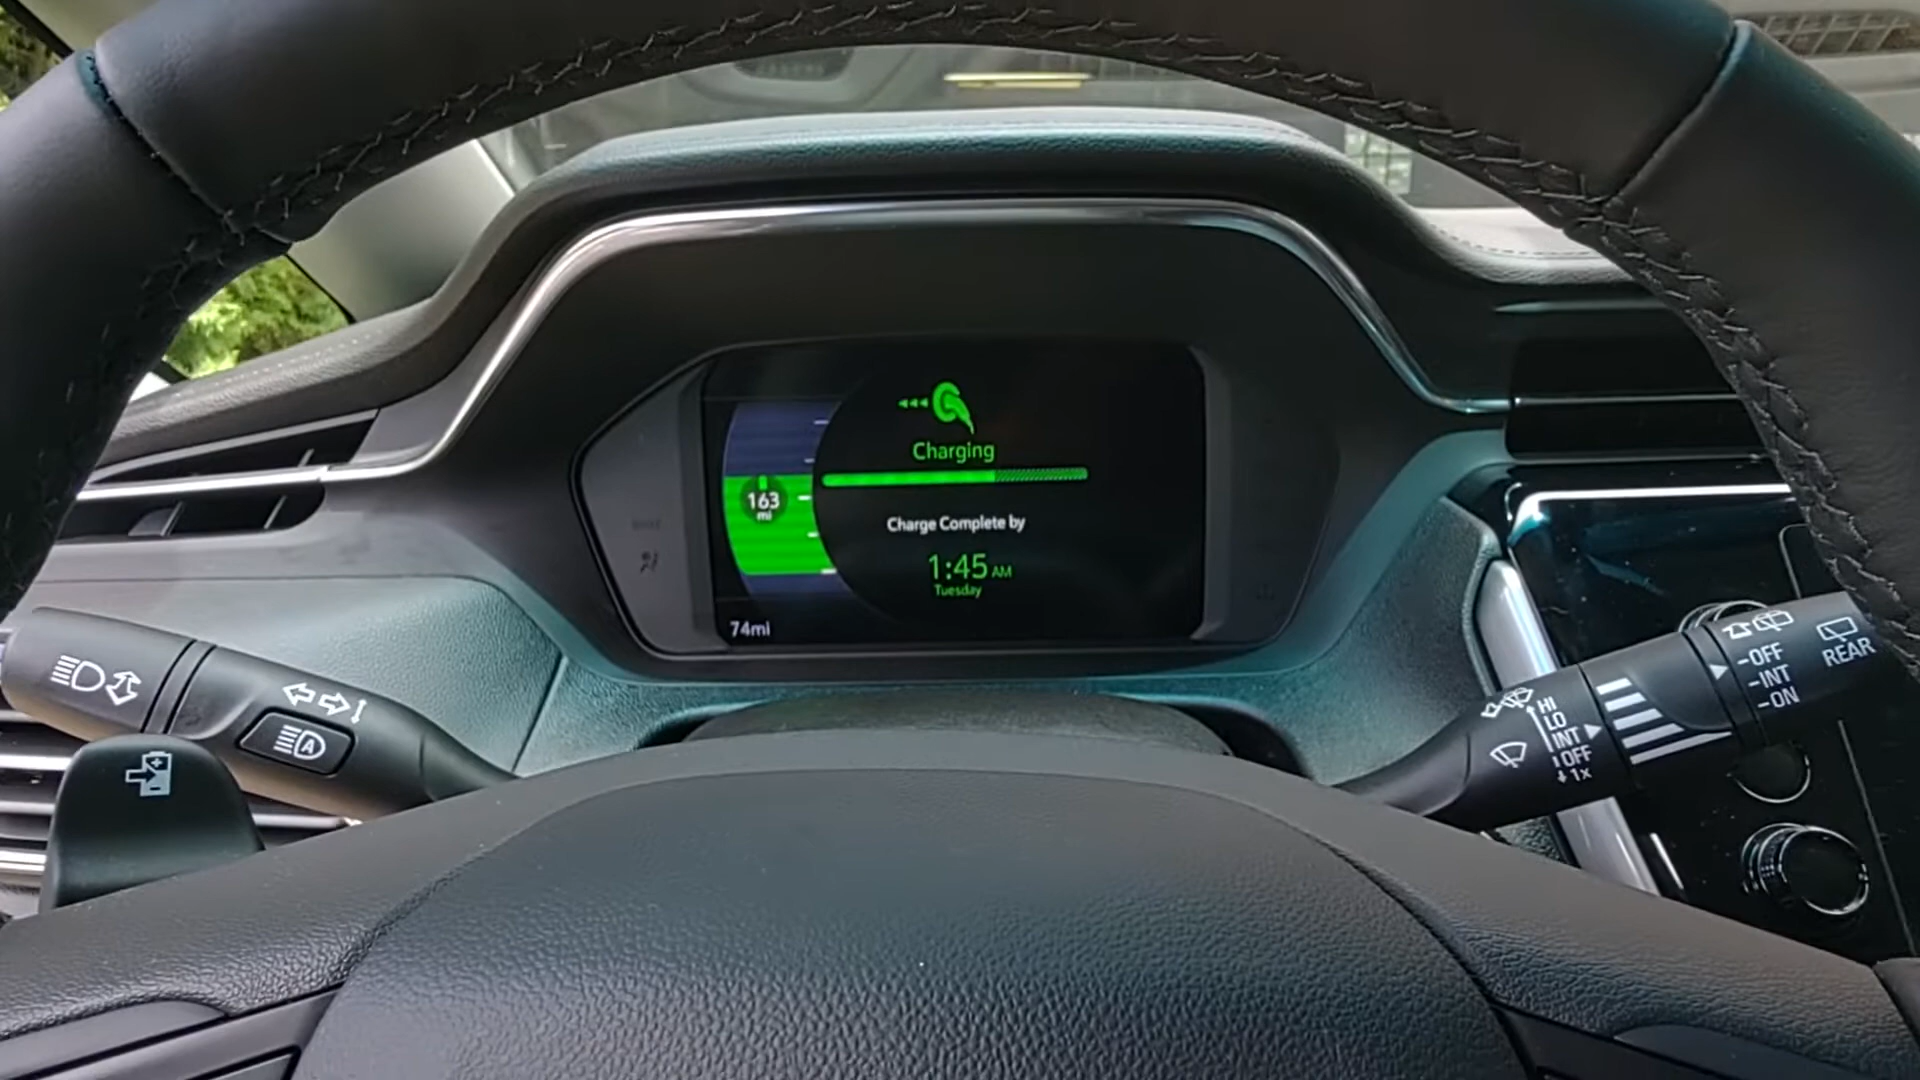 Charging
163
mi
Charge Complete by
1:45 AM
Tuesday
74mi
A
HI
LO
INT
OFF
1x
-OFF
-INT
-ON
REAR